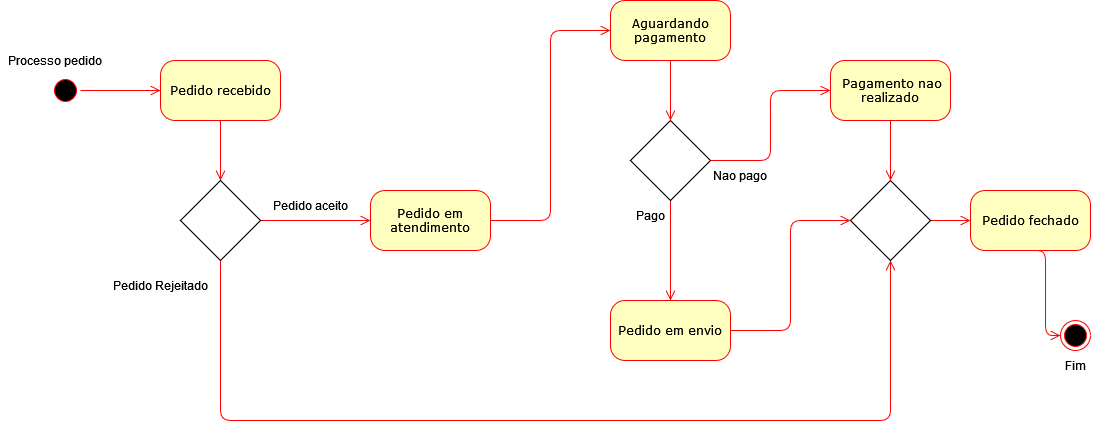 Processo pedido
Pedido recebido
Pedido aceito
Pedido Rejeitado
Pedido em
atendimento
Aguardando
pagamento
Nao pago
Pago
Pagamento nao
realizado
Pedido em envio
Pedido fechado
Fim